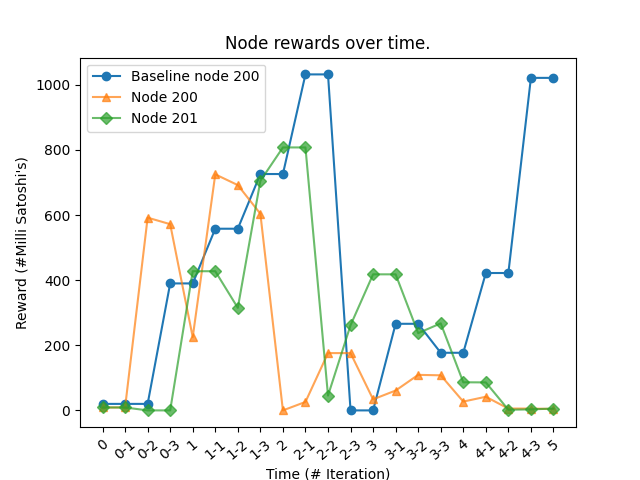 Node rewards over time.
Baseline node 200
Node 200
Node 201
Reward (#Milli Satoshi's)
1000
800
600
400
200
0
0 0-1 0-2 0-3 1 1-1 1-2 1-3 2 2-1 2-2 2-3 3 3-1 3-2 3-3 4 4-1 4-2 4-3 5
Time (# Iteration)